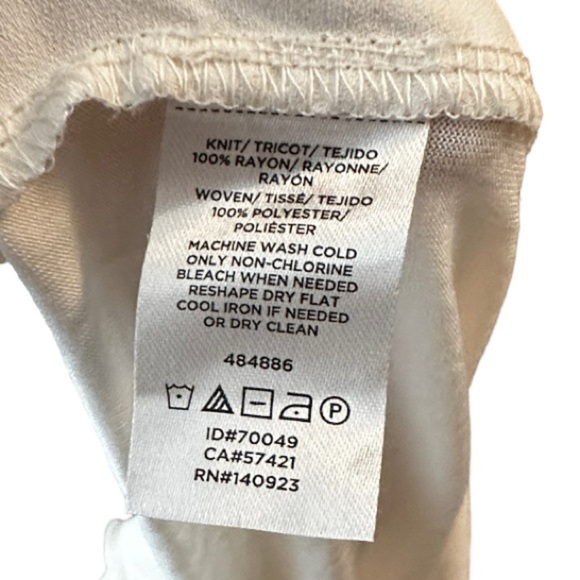 KNIT/ TRICOT/ TEJIDO
100% RAYON/ RAYONNE/
RAYÓN
WOVEN/ TISSÉ/ TEJIDO
100% POLYESTER/
POLIÉSTER
MACHINE WASH COLD
ONLY NON-CHLORINE
BLEACH WHEN NEEDED
RESHAPE DRY FLAT
COOL IRON IF NEEDED
OR DRY CLEAN
484886
P
ID#70049
CA#57421
RN#140923